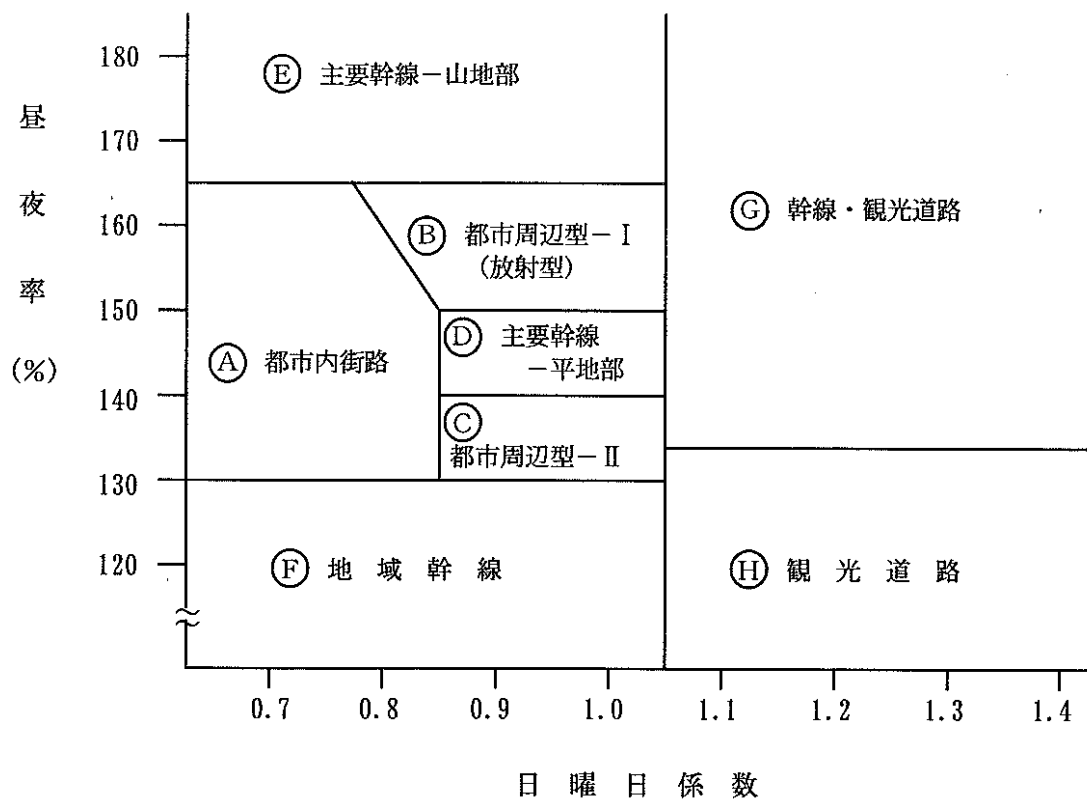 180
170
160
150
140
130
120
昼夜率(%)
Ⓔ 主要幹線－山地部
Ⓑ 都市周辺型－Ⅰ
(放射型)
Ⓖ 幹線・観光道路
Ⓓ 主要幹線
－平地部
Ⓐ 都市内街路
Ⓒ
都市周辺型－Ⅱ
Ⓕ 地域幹線
Ⓗ 観光道路
0.7 0.8 0.9 1.0 1.1 1.2 1.3 1.4
日曜日係数